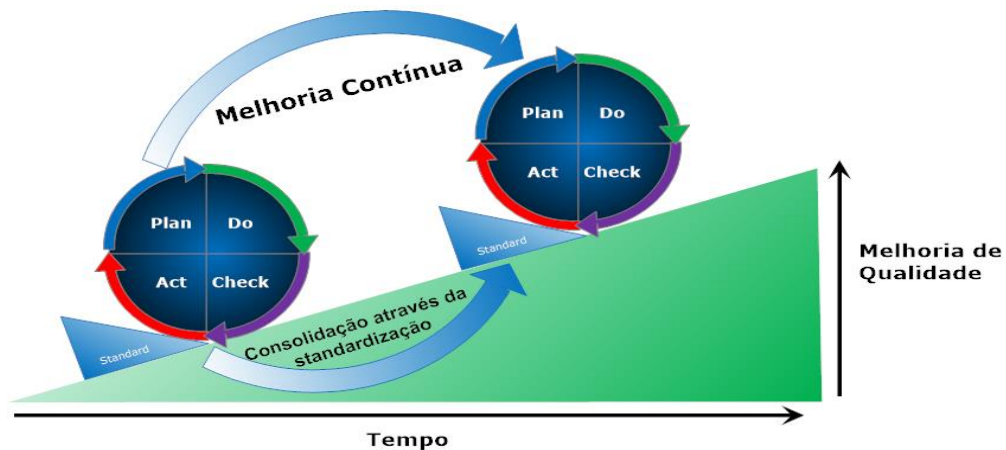 Melhoria Contínua
Plan Do
Act Check
Standard
Plan Do
Act Check
Standard
Consolidação através da
standardização
Melhoria de
Qualidade
Tempo